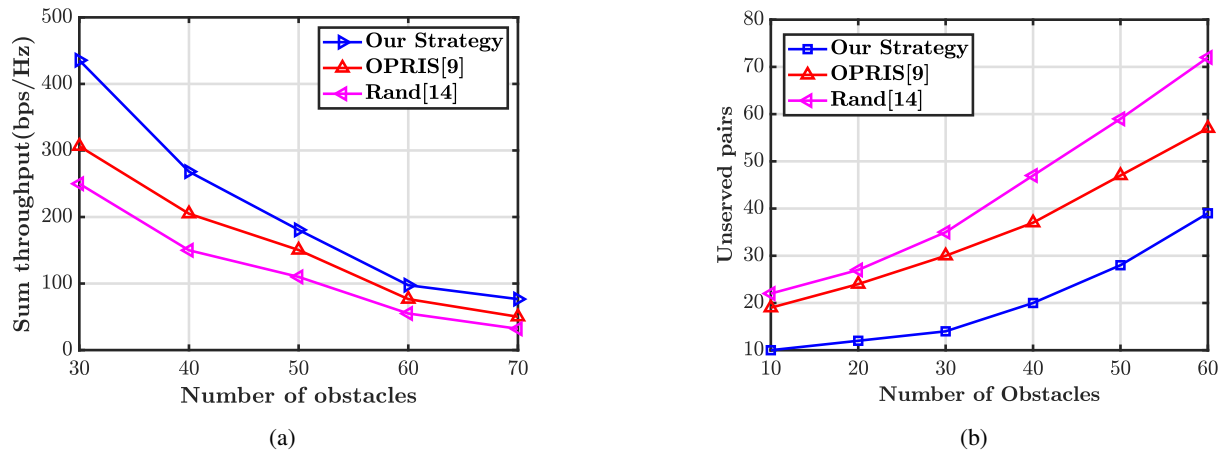 500
400
300
200
100
0
30 40 50 60 70
Sum throughput(bps/Hz)
Number of obstacles
Our Strategy
OPRIS[9]
Rand[14]
(a)
80
70
60
50
40
30
20
10
10 20 30 40 50 60
Unserved pairs
Number of Obstacles
Our Strategy
OPRIS[9]
Rand[14]
(b)